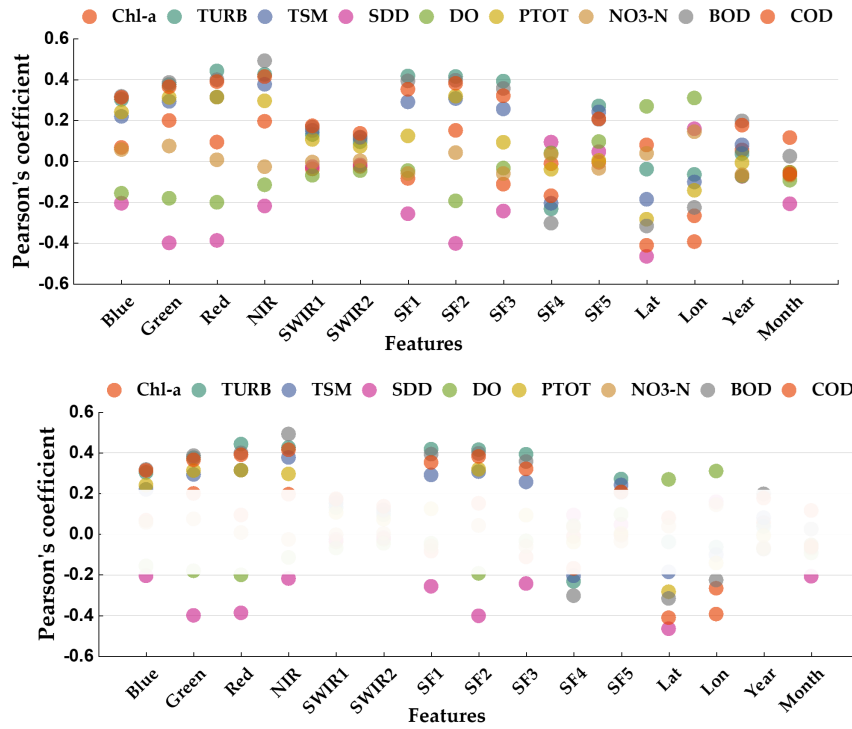 Chl-a TURB TSM SDD DO PTOT NO3-N BOD COD
0.6
0.4
0.2
0.0
-0.2
-0.4
-0.6
Pearson's coefficient
Blue Green Red NIR SWIR1 SWIR2 SF1 SF2 SF3 SF4 SF5 Lat Lon Year Month
Features
Chl-a TURB TSM SDD DO PTOT NO3-N BOD COD
0.6
0.4
0.2
0.0
-0.2
-0.4
-0.6
Pearson's coefficient
Blue Green Red NIR SWIR1 SWIR2 SF1 SF2 SF3 SF4 SF5 Lat Lon Year Month
Features